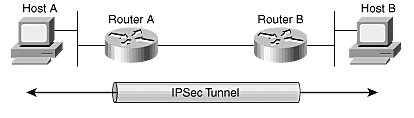 Host A
Router A
Router B
Host B
IPSec Tunnel